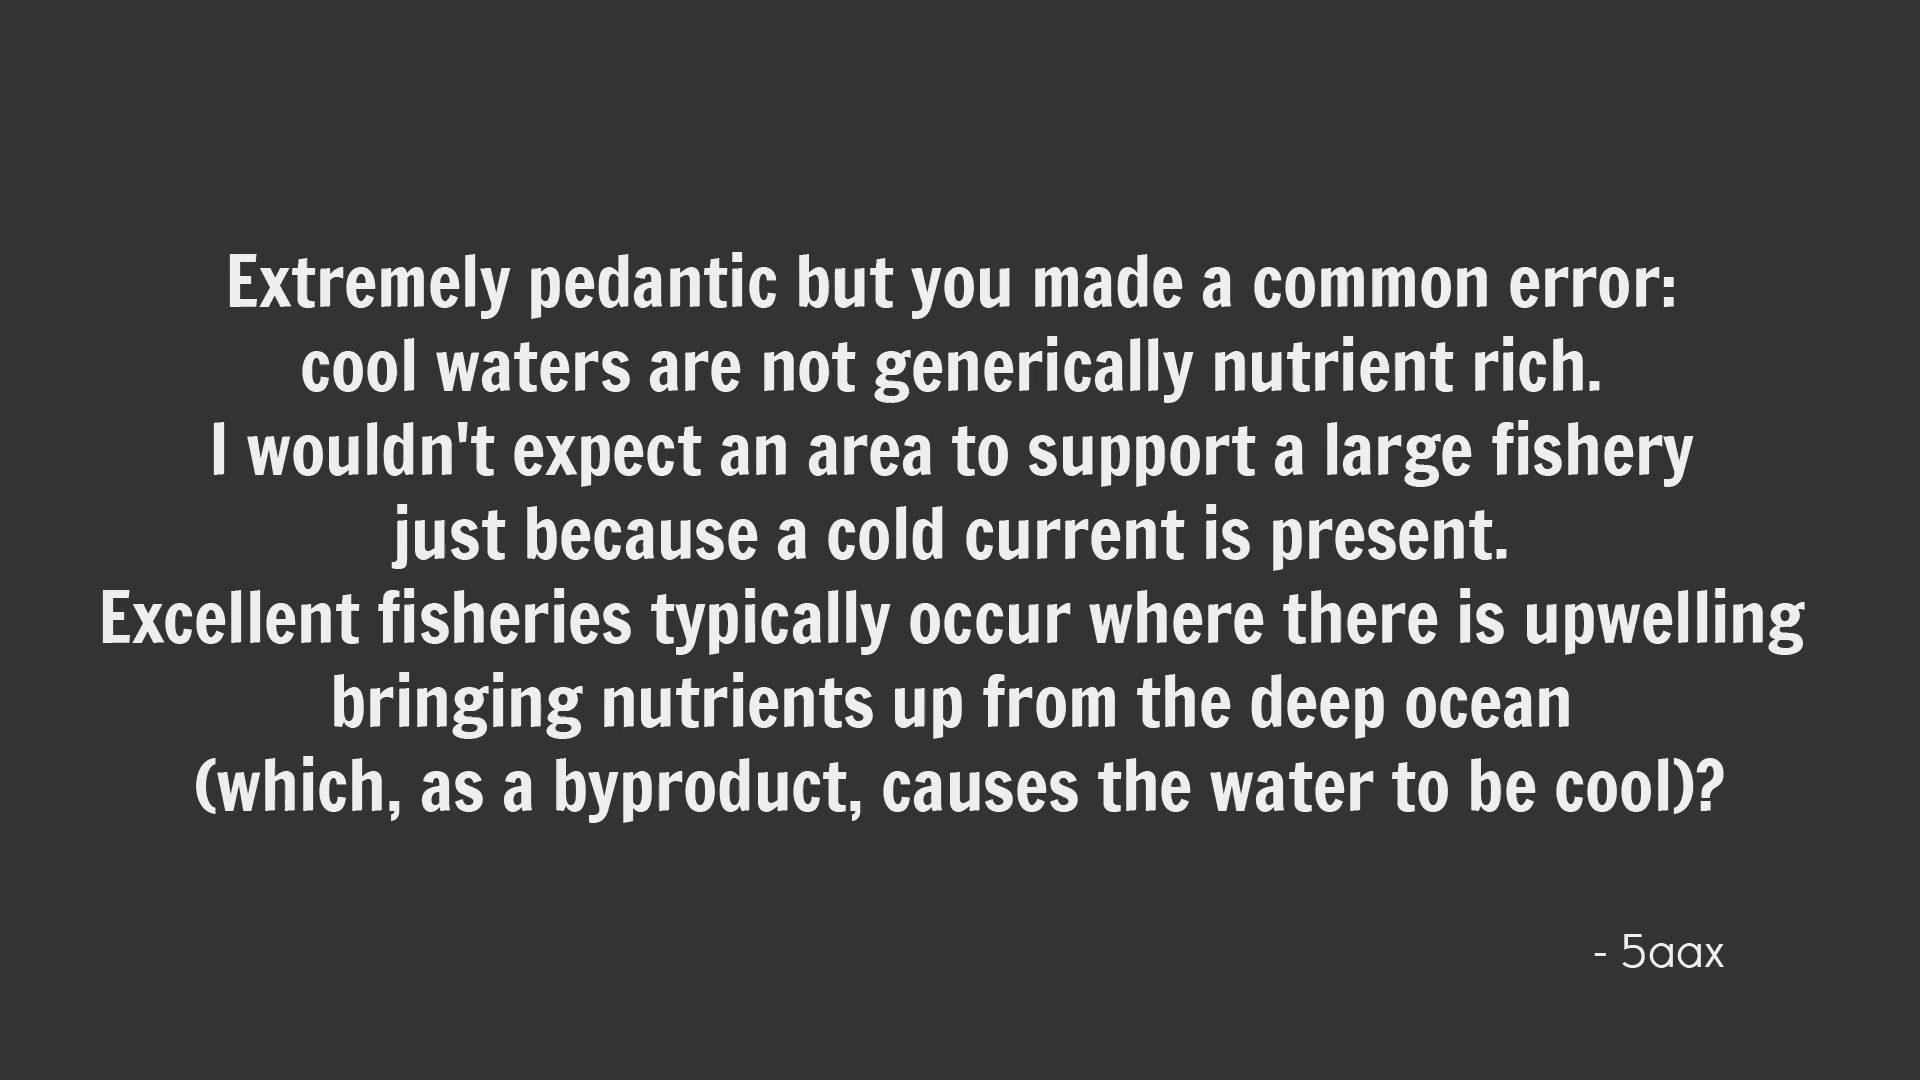 Extremely pedantic but you made a common error:
cool waters are not generically nutrient rich.
I wouldn't expect an area to support a large fishery
just because a cold current is present.
Excellent fisheries typically occur where there is upwelling
bringing nutrients up from the deep ocean
(which, as a byproduct, causes the water to be cool)?
- 5aax